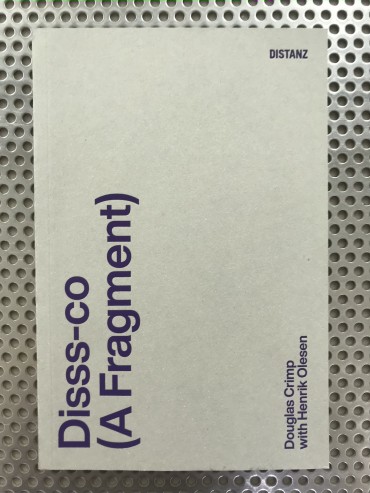 DISTANZ
Disss-co
(A Fragment)
Douglas Crimp
with Henrik Olesen